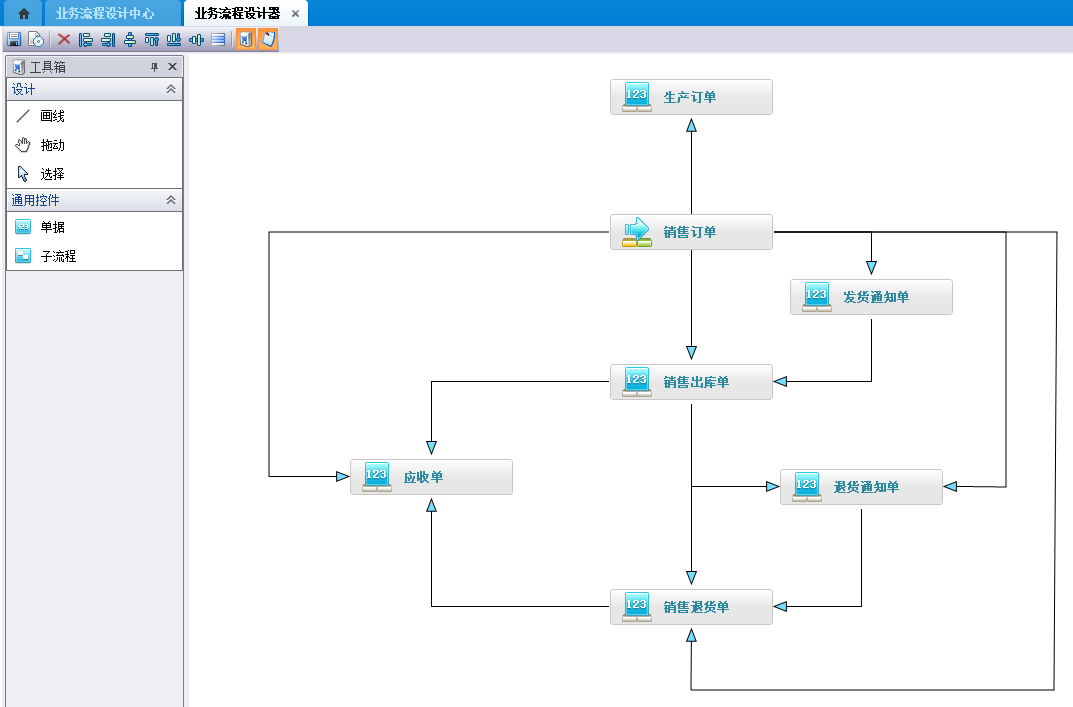 业务流程设计中心
业务流程设计器
工具箱
设计
画线
拖动
选择
通用控件
123 单据
子流程
123 生产订单
销售订单
123 发货通知单
123 销售出库单
123 应收单
123 退货通知单
123 销售退货单